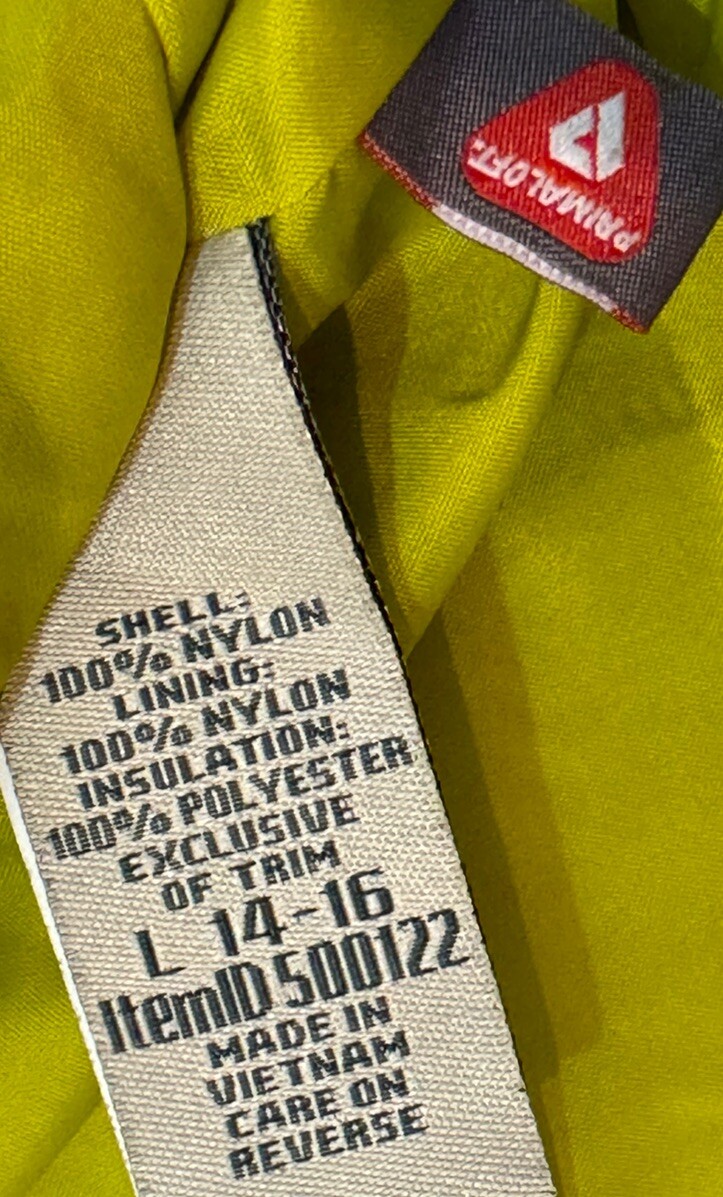 PRIMALOFT
SHELL:
100% NYLON
LINING:
100% NYLON
INSULATION:
100% POLYESTER
EXCLUSIVE
OF TRIM
L 14-16
ItemID 500122
MADE IN
VIETNAM
CARE ON
REVERSE